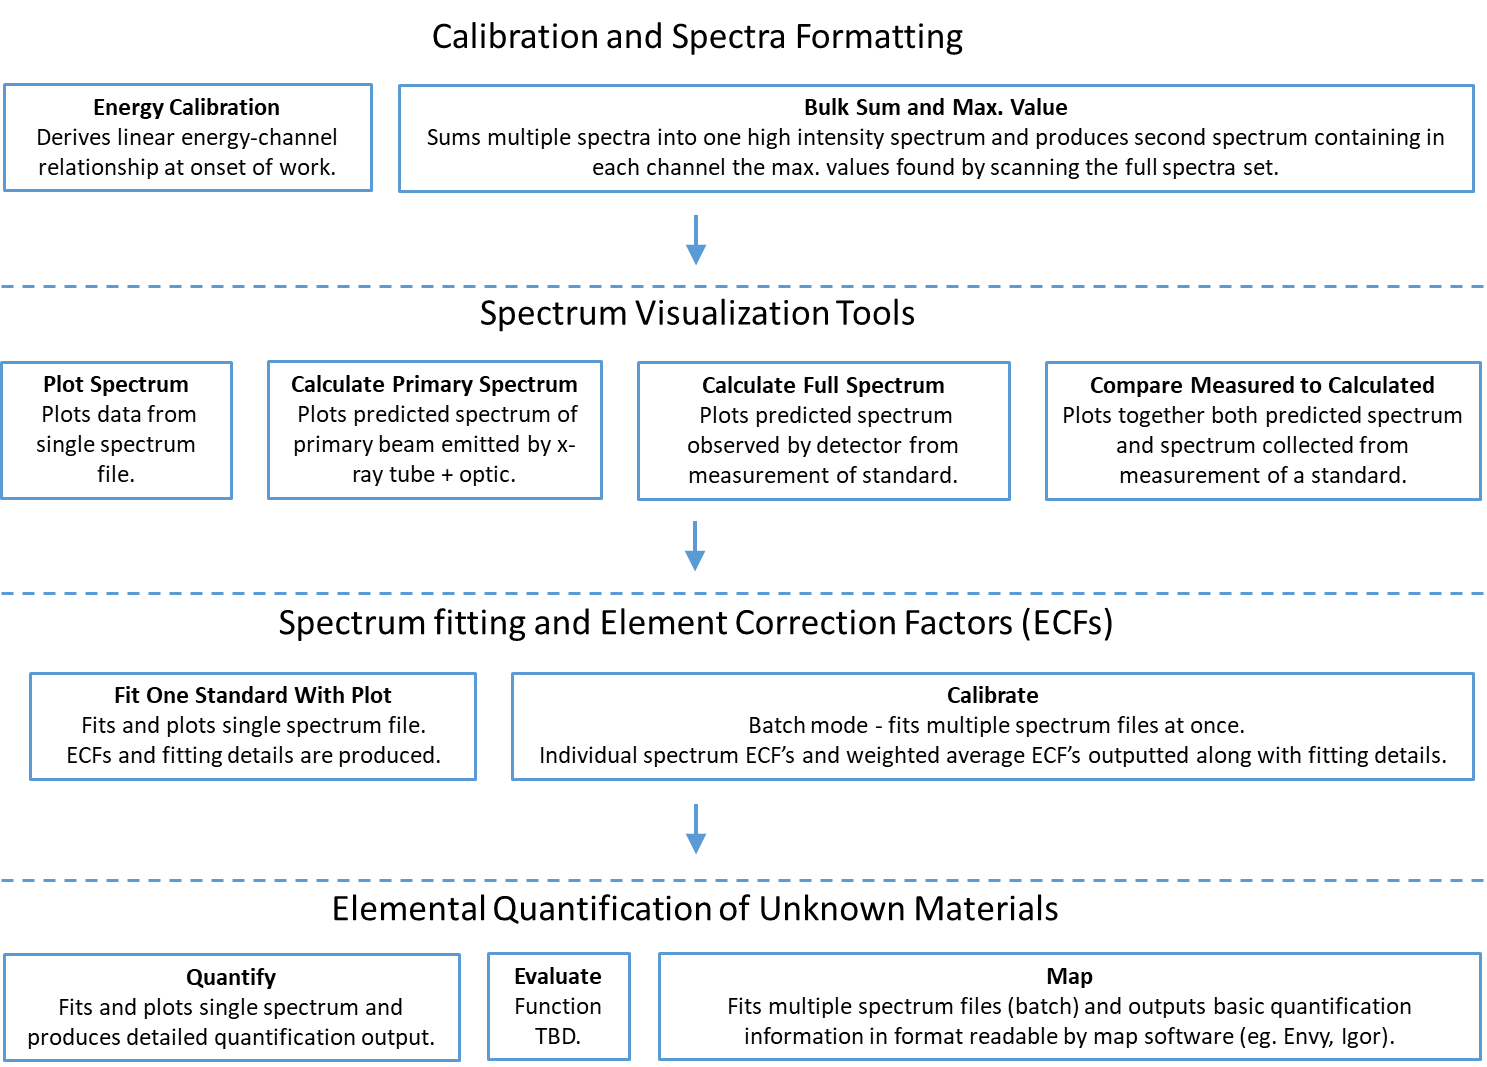 Calibration and Spectra Formatting
Energy Calibration
Derives linear energy-channel
relationship at onset of work.
Bulk Sum and Max. Value
Sums multiple spectra into one high intensity spectrum and produces second spectrum containing in
each channel the max. values found by scanning the full spectra set.
Spectrum Visualization Tools
Plot Spectrum
Plots data from
single spectrum
file.
Calculate Primary Spectrum
Plots predicted spectrum of
primary beam emitted by x-
ray tube + optic.
Calculate Full Spectrum
Plots predicted spectrum
observed by detector from
measurement of standard.
Compare Measured to Calculated
Plots together both predicted spectrum
and spectrum collected from
measurement of a standard.
Spectrum fitting and Element Correction Factors (ECFs)
Fit One Standard With Plot
Fits and plots single spectrum file.
ECFs and fitting details are produced.
Calibrate
Batch mode - fits multiple spectrum files at once.
Individual spectrum ECF’s and weighted average ECF’s outputted along with fitting details.
Elemental Quantification of Unknown Materials
Quantify
Fits and plots single spectrum and
produces detailed quantification output.
Evaluate
Function
TBD.
Map
Fits multiple spectrum files (batch) and outputs basic quantification
information in format readable by map software (eg. Envy, Igor).